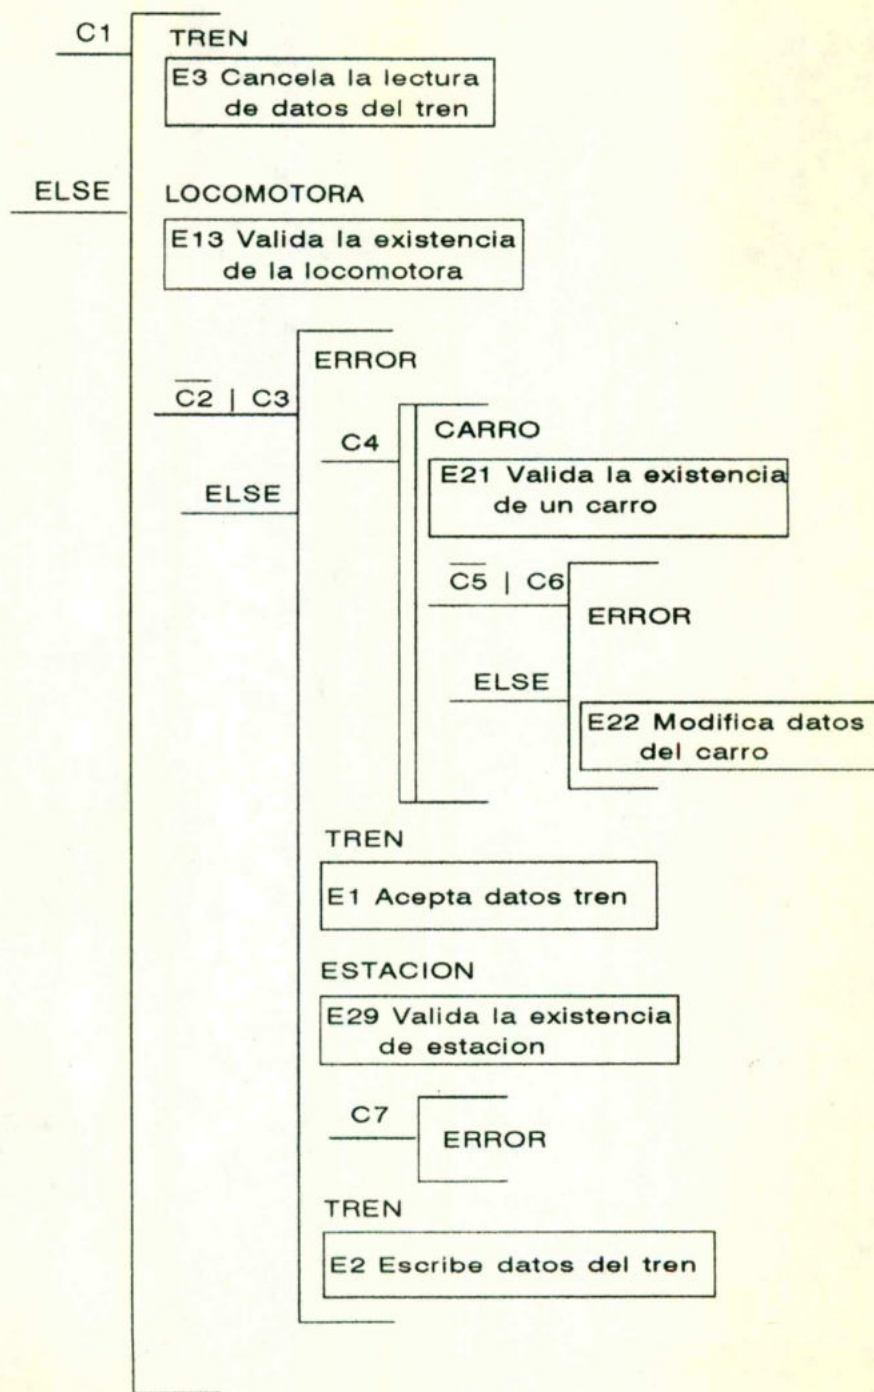 C1
TREN
E3 Cancela la lectura
de datos del tren
ELSE
LOCOMOTORA
E13 Valida la existencia
de la locomotora
ERROR
C2 | C3
C4
CARRO
E21 Valida la existencia
de un carro
ELSE
C5 | C6
ERROR
ELSE
E22 Modifica datos
del carro
TREN
E1 Acepta datos tren
ESTACION
E29 Valida la existencia
de estacion
C7
ERROR
TREN
E2 Escribe datos del tren